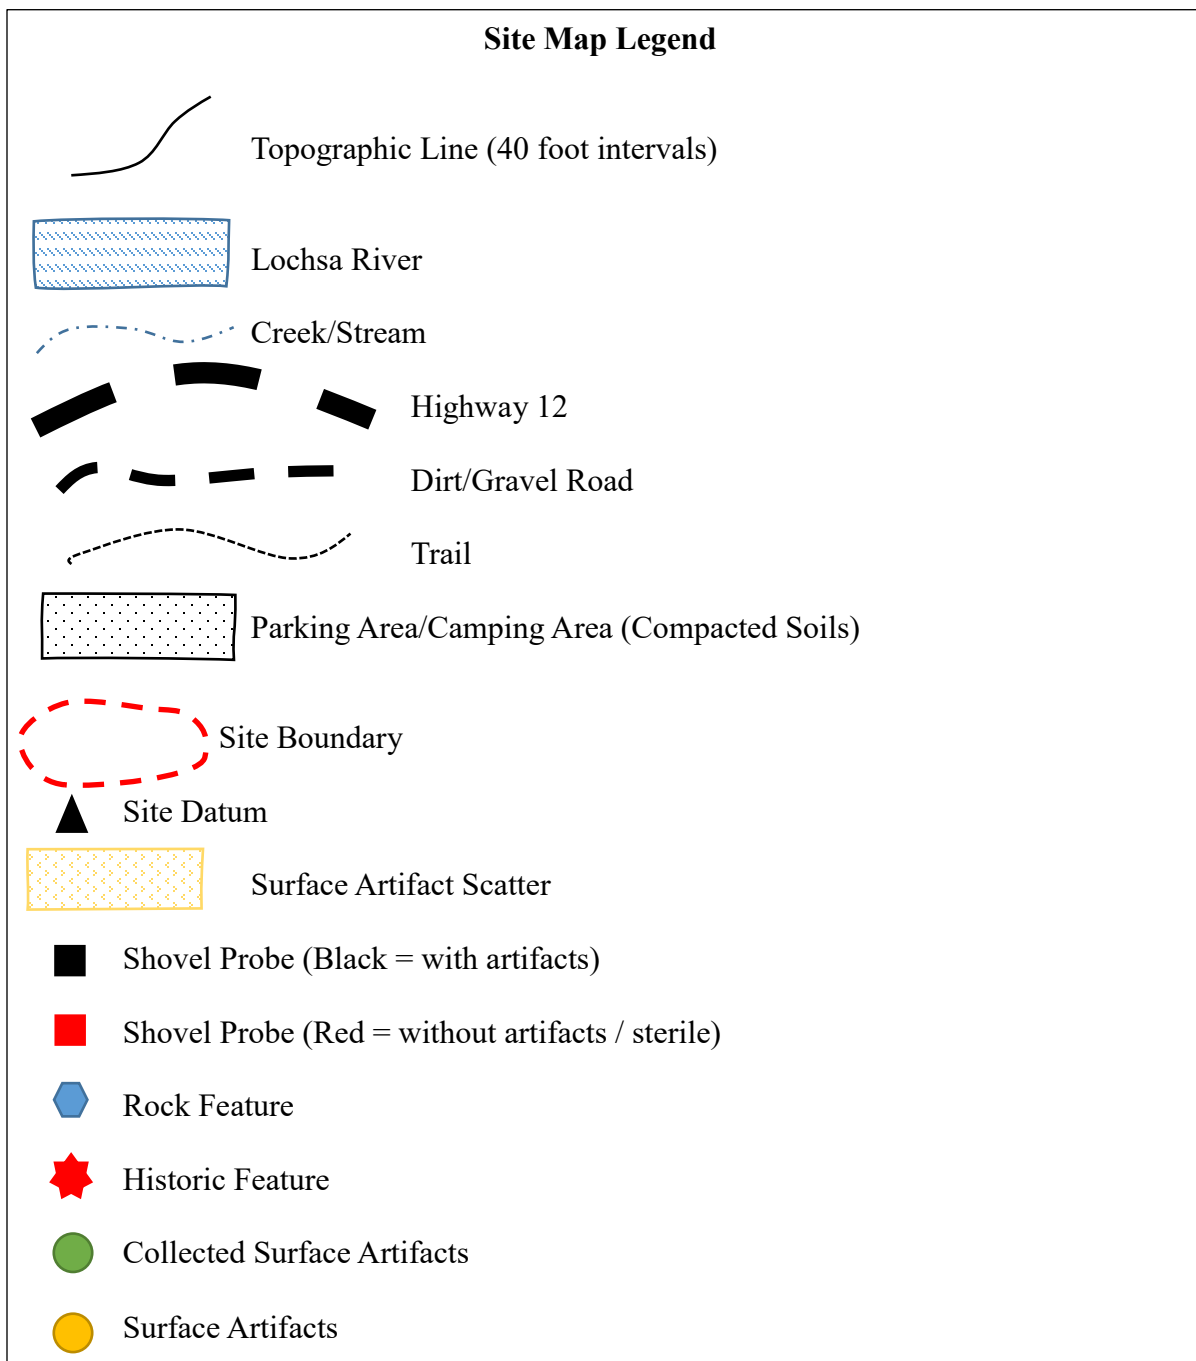 Site Map Legend
Topographic Line (40 foot intervals)
Lochsa River
Creek/Stream
Highway 12
Dirt/Gravel Road
Trail
Parking Area/Camping Area (Compacted Soils)
Site Boundary
Site Datum
Surface Artifact Scatter
Shovel Probe (Black = with artifacts)
Shovel Probe (Red = without artifacts / sterile)
Rock Feature
Historic Feature
Collected Surface Artifacts
Surface Artifacts